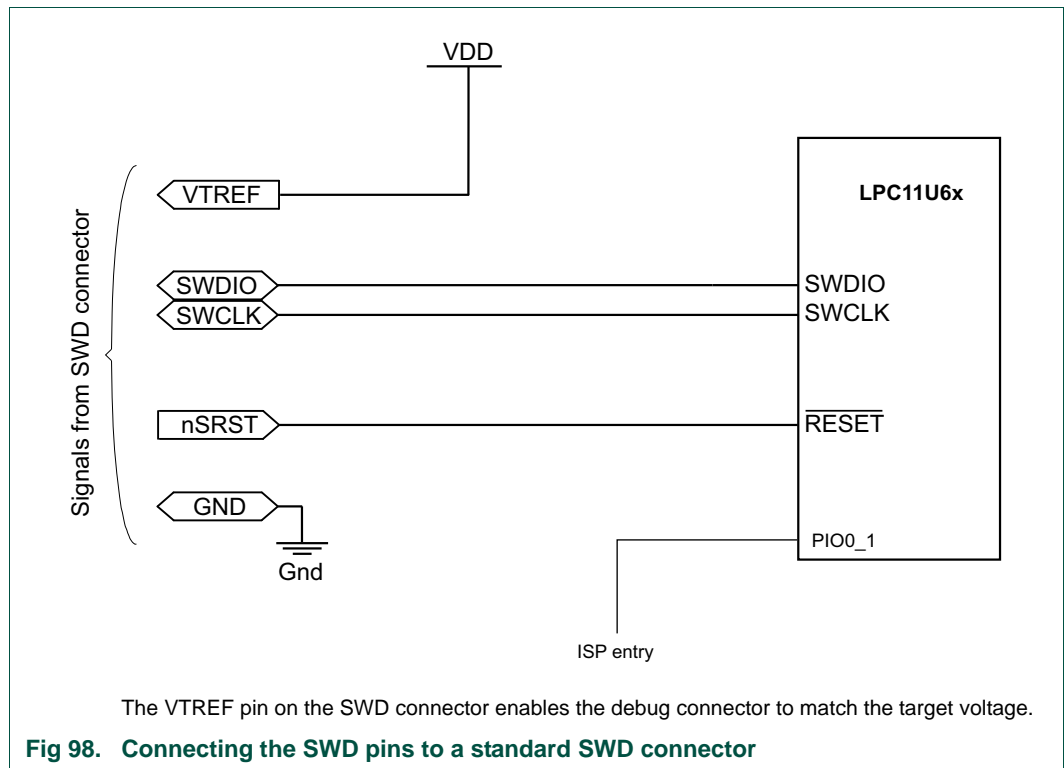 VDD
VTREF
LPC11U6x
Signals from SWD connector
SWDIO
SWDIO
SWCLK
SWCLK
nSRST
RESET
GND
Gnd
PIO0_1
ISP entry
The VTREF pin on the SWD connector enables the debug connector to match the target voltage.
Fig 98. Connecting the SWD pins to a standard SWD connector